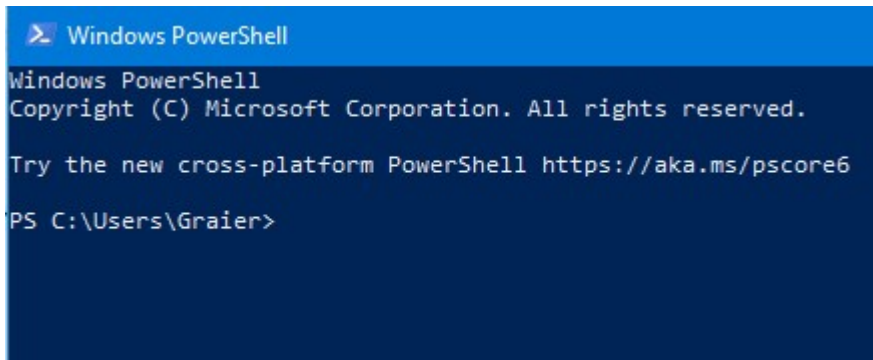 Windows PowerShell
Windows PowerShell
Copyright (C) Microsoft Corporation. All rights reserved.
Try the new cross-platform PowerShell https://aka.ms/pscore6
PS C:\Users\Graier>